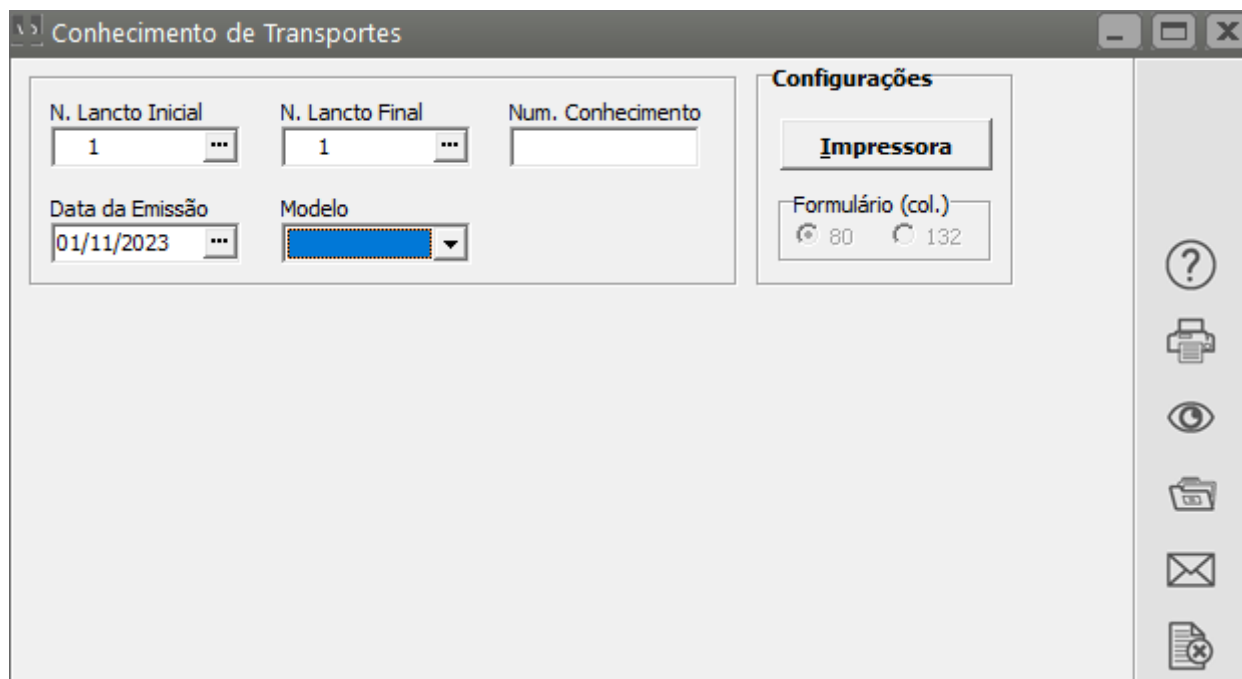 Conhecimento de Transportes
N. Lancto Inicial N. Lancto Final Num. Conhecimento
1 ... 1 ...
Data da Emissão Modelo
01/11/2023 ...
Configurações
Impressora
Formulário (col.)
80 132